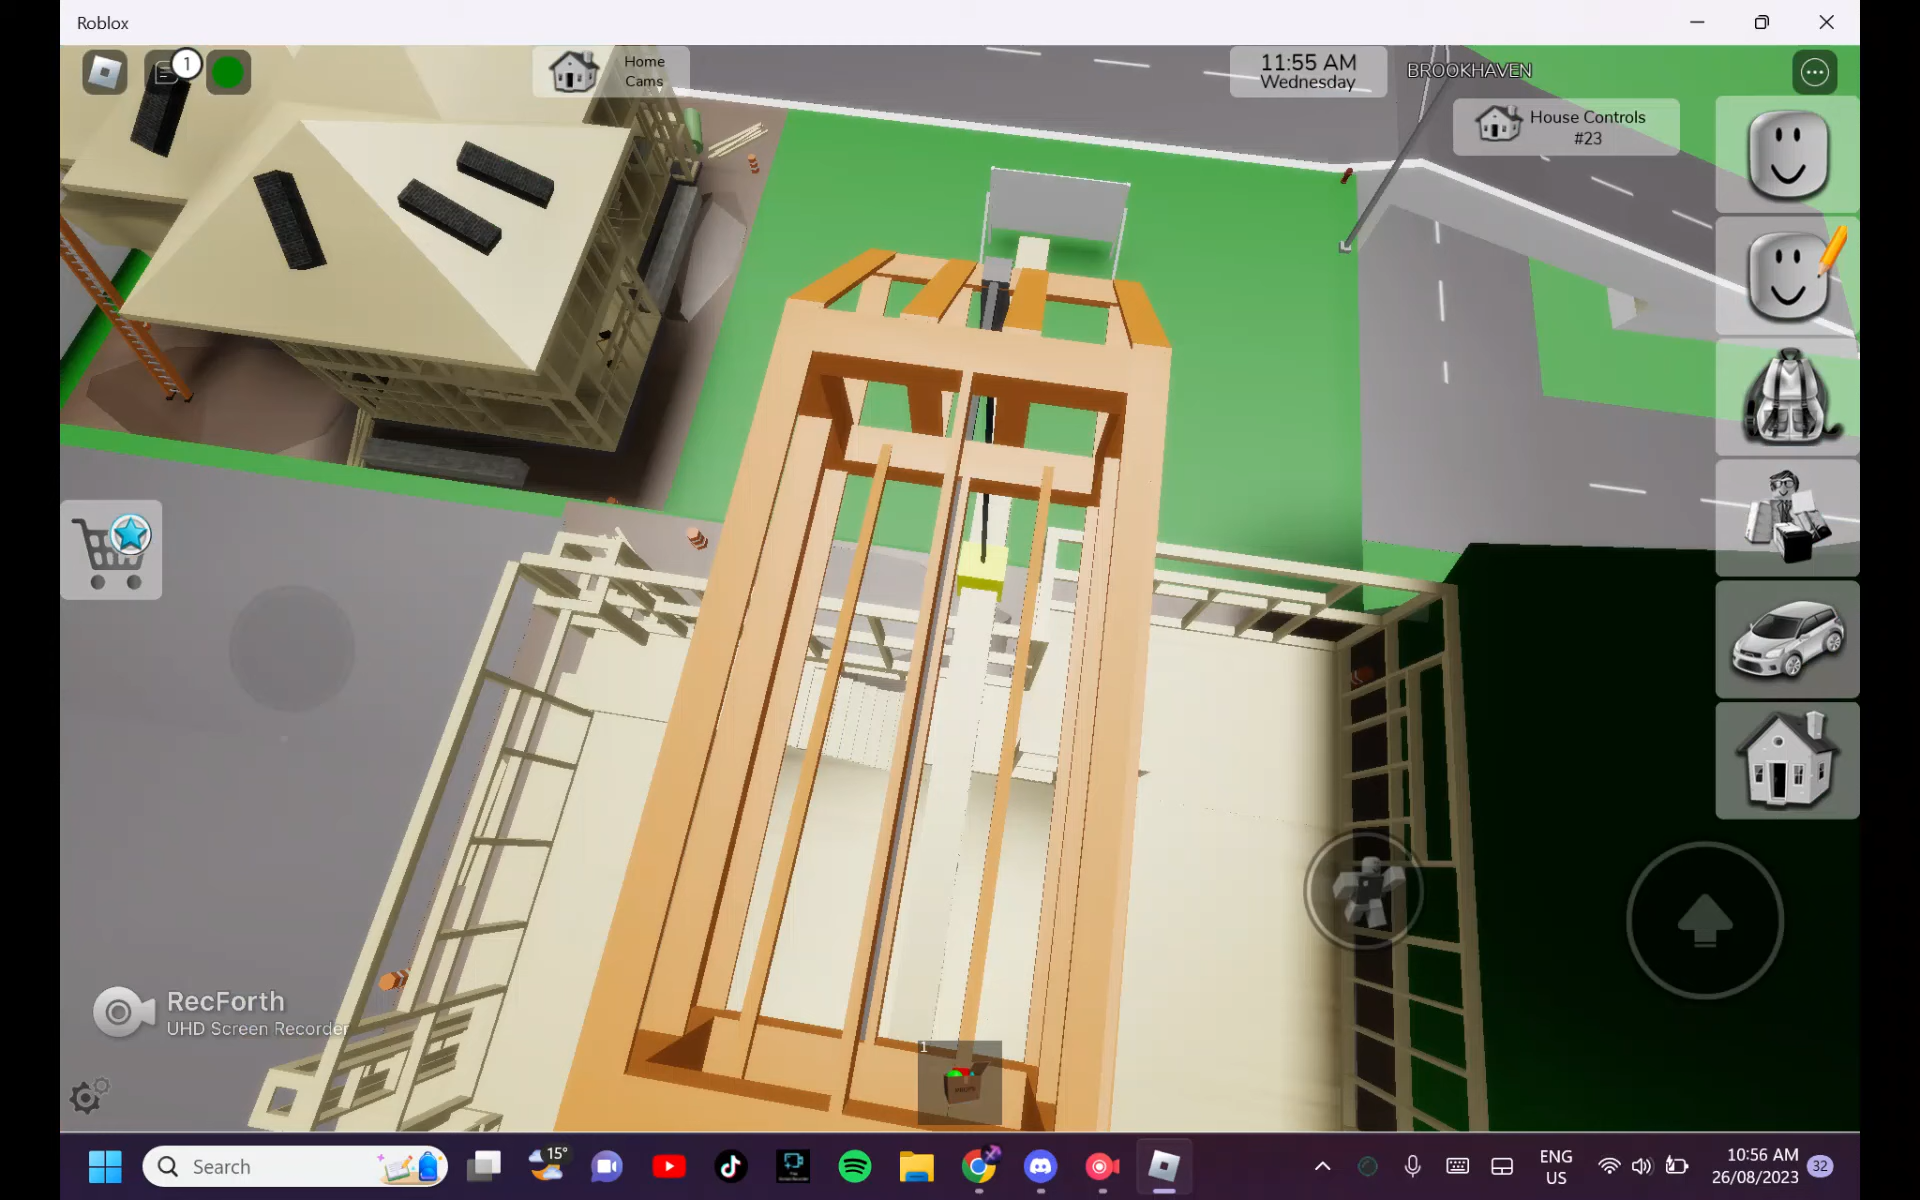 Roblox
1
Home
Cams
11:55 AM
Wednesday
BROOKHAVEN
House Controls
#23
RecForth
UHD Screen Recorder
1
Search
15°
ENG
US
10:56 AM
26/08/2023
32